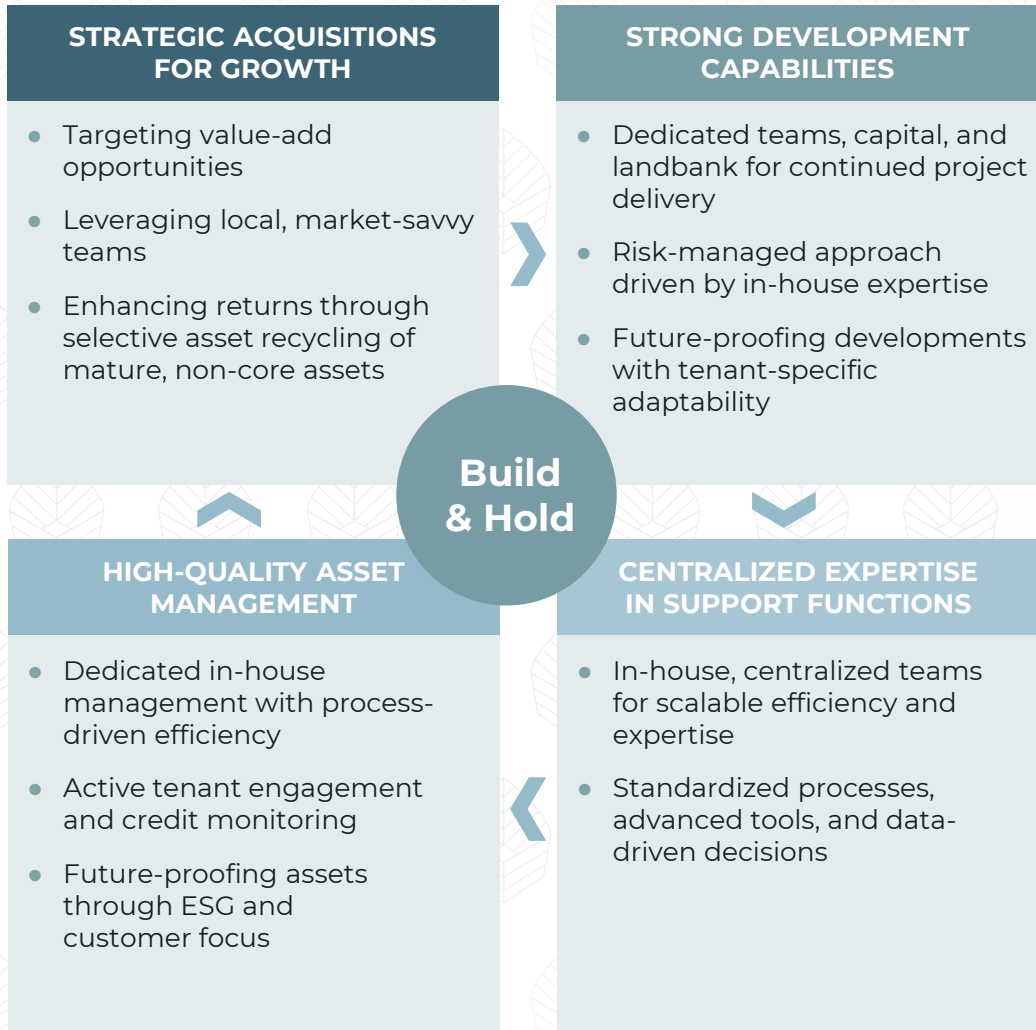 STRATEGIC ACQUISITIONS
FOR GROWTH
• Targeting value-add
opportunities
• Leveraging local, market-savvy
teams
• Enhancing returns through
selective asset recycling of
mature, non-core assets
STRONG DEVELOPMENT
CAPABILITIES
• Dedicated teams, capital, and
landbank for continued project
delivery
• Risk-managed approach
driven by in-house expertise
• Future-proofing developments
with tenant-specific
adaptability
Build
& Hold
HIGH-QUALITY ASSET
MANAGEMENT
• Dedicated in-house
management with process-
driven efficiency
• Active tenant engagement
and credit monitoring
• Future-proofing assets
through ESG and
customer focus
CENTRALIZED EXPERTISE
IN SUPPORT FUNCTIONS
• In-house, centralized teams
for scalable efficiency and
expertise
• Standardized processes,
advanced tools, and data-
driven decisions